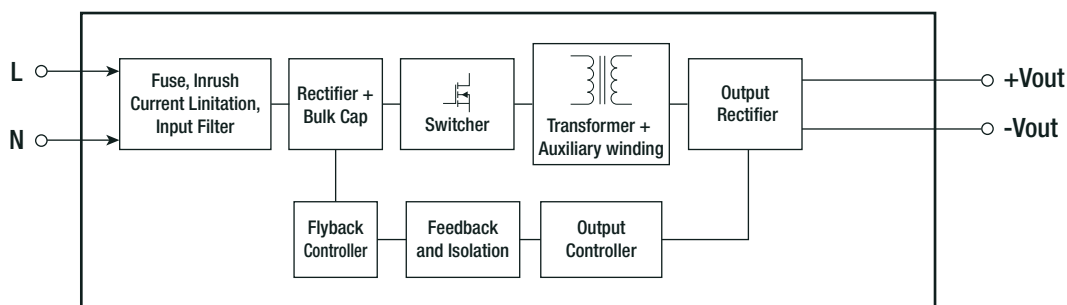 L
N
Fuse, Inrush
Current Linitation,
Input Filter
Rectifier +
Bulk Cap
Switcher
Transformer +
Auxiliary winding
Output
Rectifier
+Vout
-Vout
Flyback
Controller
Feedback
and Isolation
Output
Controller